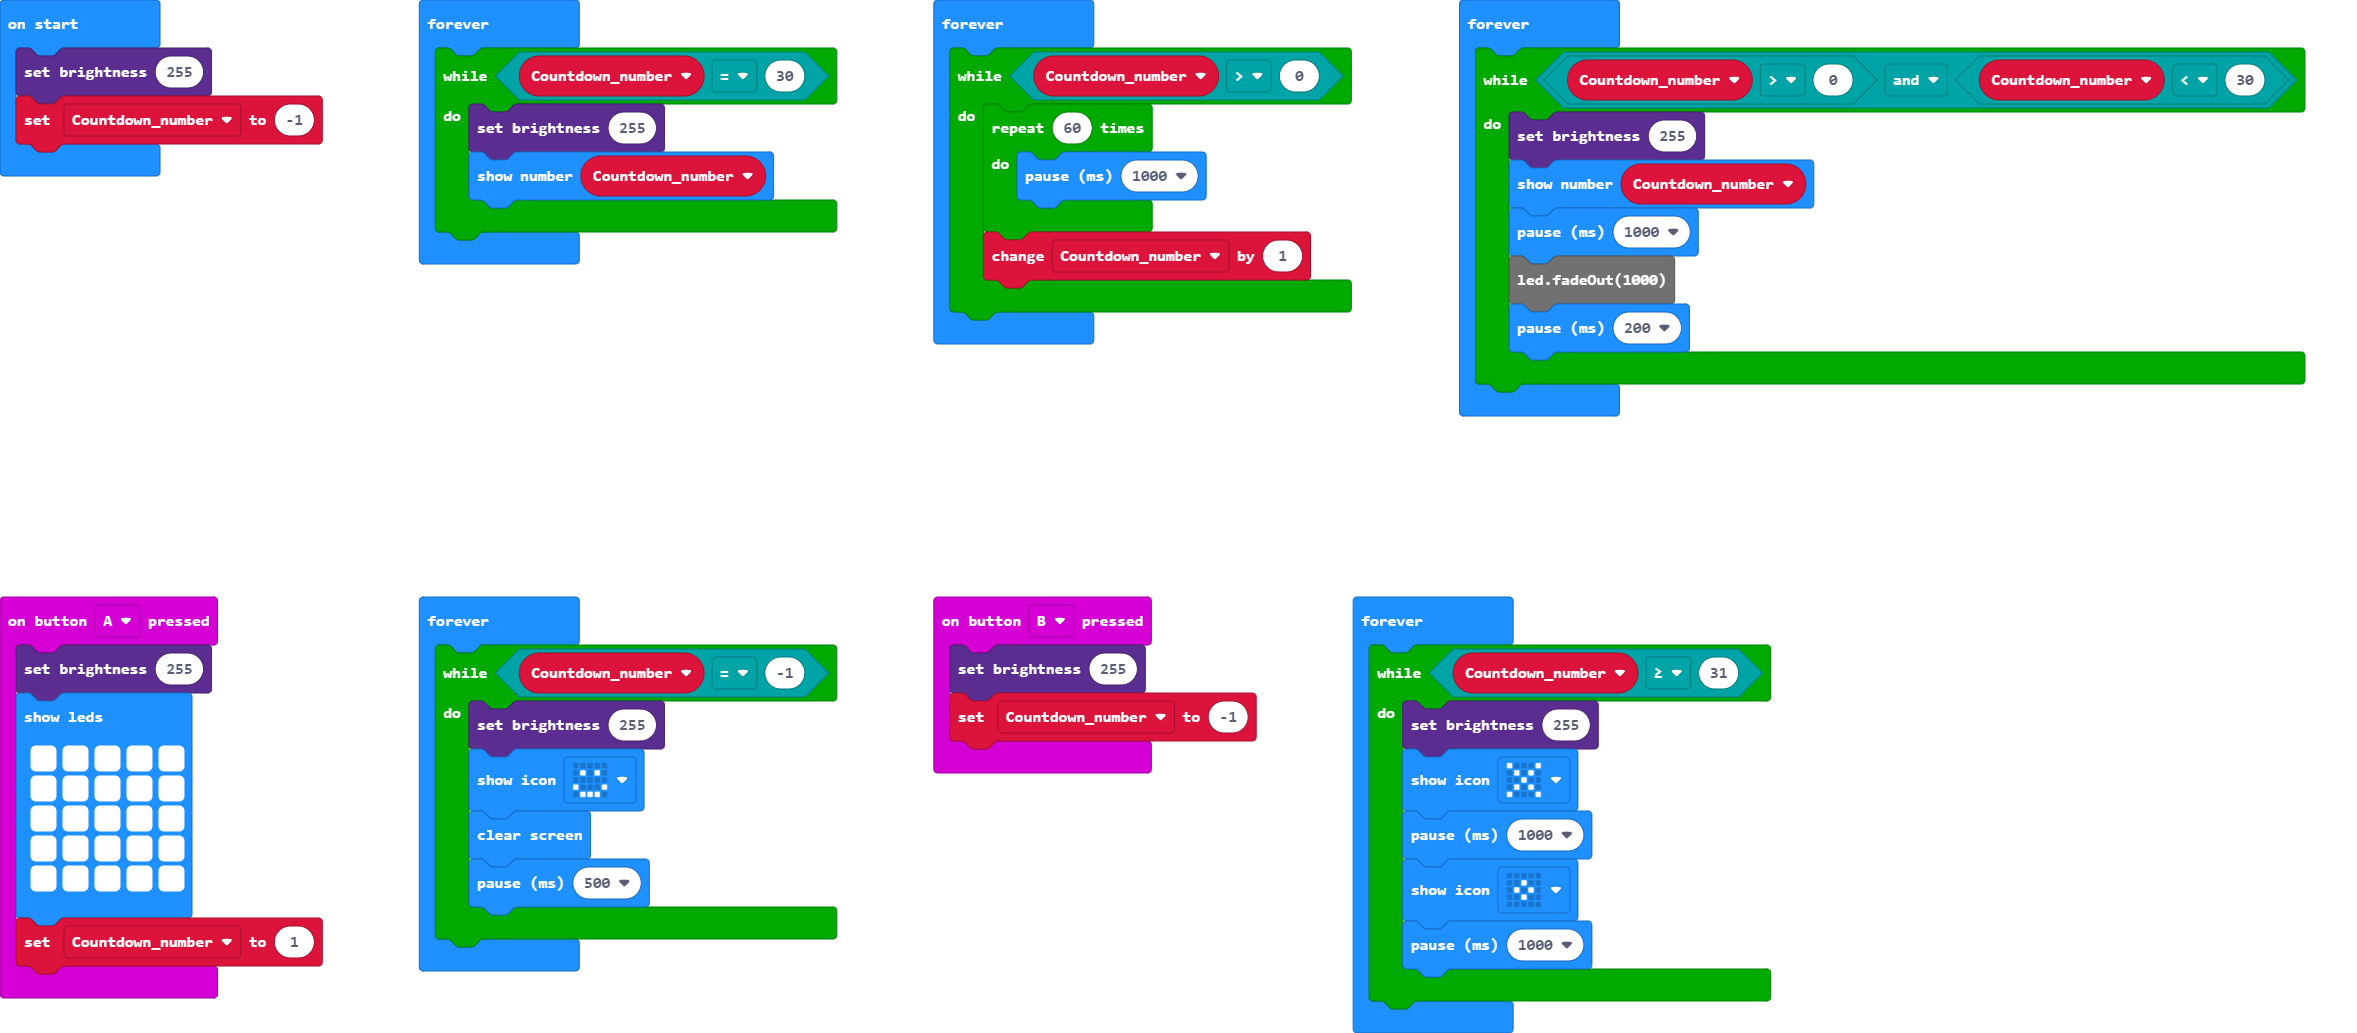 on start
set brightness 255
set Countdown_number to -1
forever
while Countdown_number = 30
do
set brightness 255
show number Countdown_number
forever
while Countdown_number > 0
do
repeat 60 times
do
pause (ms) 1000
change Countdown_number by 1
forever
while Countdown_number > 0 and Countdown_number < 30
do
set brightness 255
show number Countdown_number
pause (ms) 1000
led.fadeOut(1000)
pause (ms) 200
on button A pressed
set brightness 255
show leds
set Countdown_number to 1
forever
while Countdown_number = -1
do
set brightness 255
show icon
clear screen
pause (ms) 500
on button B pressed
set brightness 255
set Countdown_number to -1
forever
while Countdown_number ≥ 31
do
set brightness 255
show icon
pause (ms) 1000
show icon
pause (ms) 1000